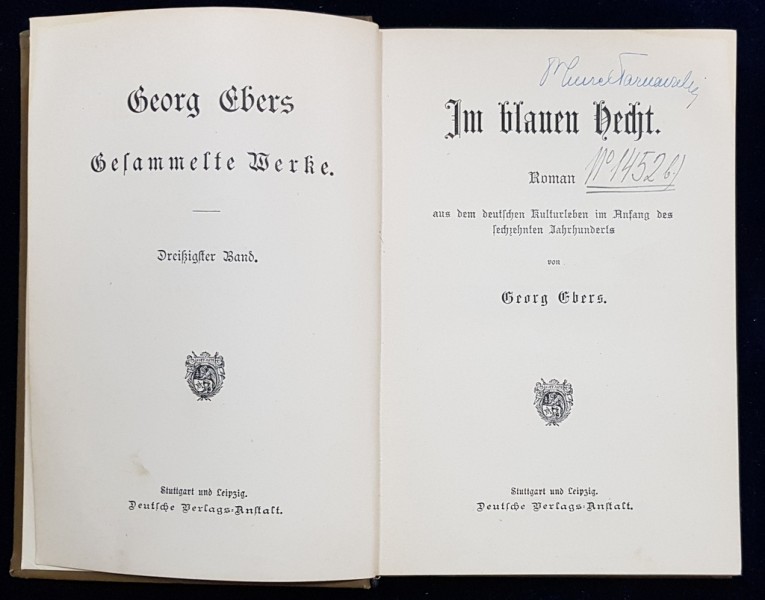 Georg Ebers
Gesammelte Werke.
Dreißigster Band.
Stuttgart und Leipzig.
Deutsche Verlags-Anstalt.
Im blauen Hecht.
Roman
No 1452 b)
aus dem deutschen Kulturleben im Anfang des
sechzehnten Jahrhunderts
von
Georg Ebers.
Stuttgart und Leipzig.
Deutsche Verlags-Anstalt.